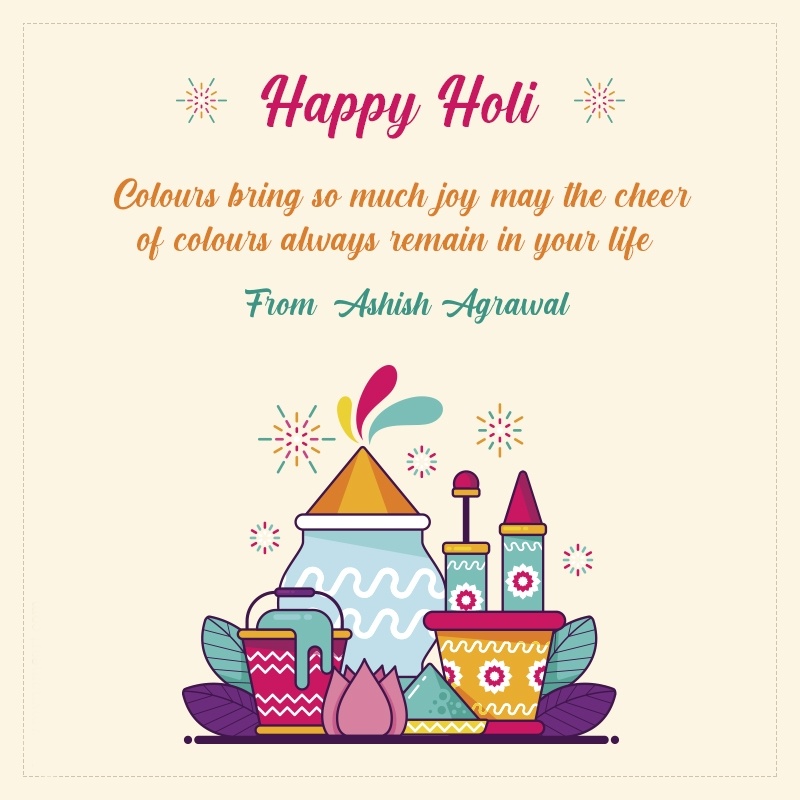 Happy Holi
Colours bring so much joy may the cheer
of colours always remain in your life
From Ashish Agrawal